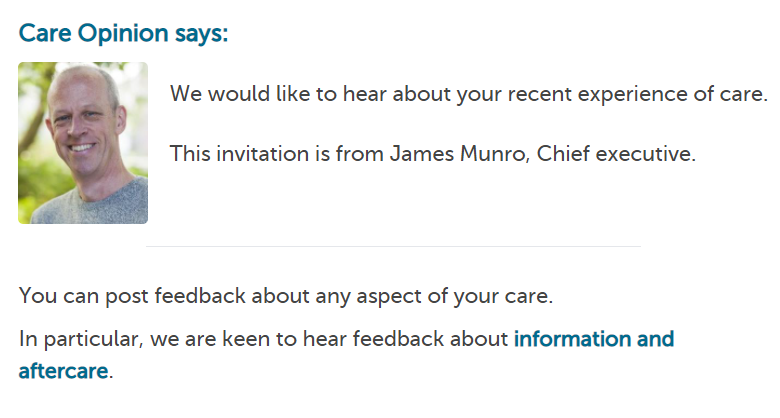 Care Opinion says:
We would like to hear about your recent experience of care.
This invitation is from James Munro, Chief executive.
You can post feedback about any aspect of your care.
In particular, we are keen to hear feedback about information and
aftercare.